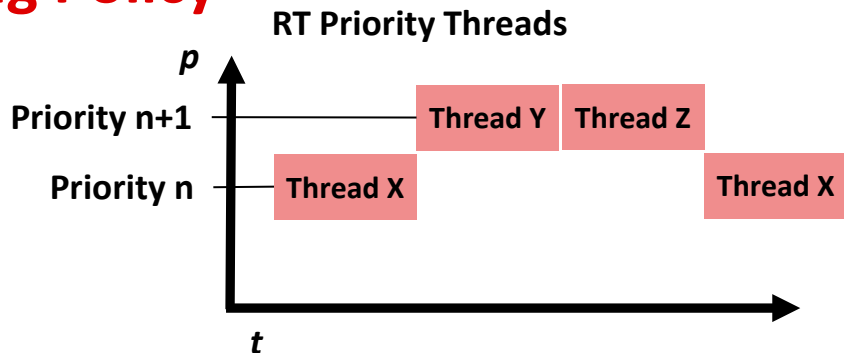 RT Priority Threads
p
Priority n+1
Thread Y
Thread Z
Priority n
Thread X
Thread X
t